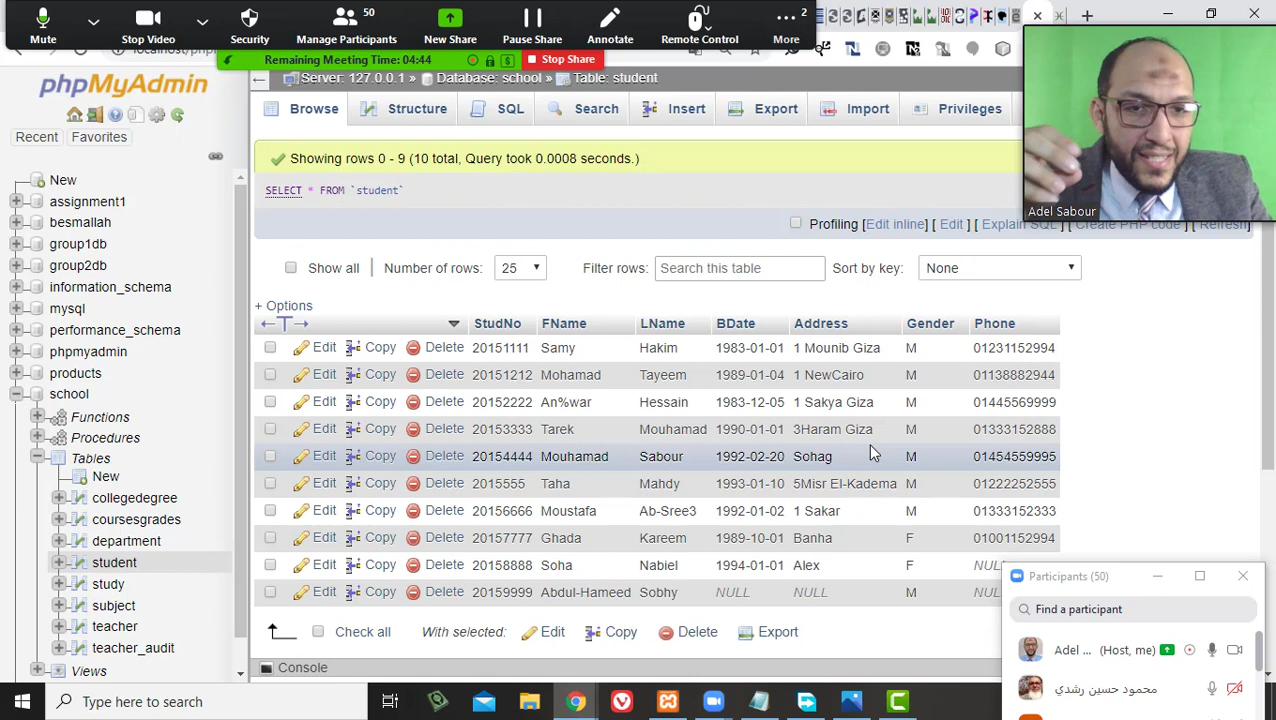 50
2
Mute
Stop Video
Security
Manage Participants
New Share
Pause Share
Annotate
Remote Control
More
Remaining Meeting Time: 04:44
Stop Share
phpMyAdmin
Recent
Favorites
New
assignment1
besmallah
group1db
group2db
information_schema
mysql
performance_schema
phpmyadmin
products
school
Functions
Procedures
Tables
New
collegedegree
coursesgrades
department
student
study
subject
teacher
teacher_audit
Views
Server: 127.0.0.1 » Database: school » Table: student
Browse Structure SQL Search Insert Export Import Privileges
Showing rows 0 - 9 (10 total, Query took 0.0008 seconds.)
SELECT * FROM `student`
Profiling [Edit inline] [ Edit ] [ Explain SQL ] [ Create PHP code ] [ Refresh]
Show all Number of rows: 25 Filter rows: Search this table Sort by key: None
+ Options
StudNo FName LName BDate Address Gender Phone
Edit Copy Delete 20151111 Samy Hakim 1983-01-01 1 Mounib Giza M 01231152994
Edit Copy Delete 20151212 Mohamad Tayeem 1989-01-04 1 NewCairo M 01138882944
Edit Copy Delete 20152222 An%war Hessain 1983-12-05 1 Sakya Giza M 01445569999
Edit Copy Delete 20153333 Tarek Mouhamad 1990-01-01 3Haram Giza M 01333152888
Edit Copy Delete 20154444 Mouhamad Sabour 1992-02-20 Sohag M 01454559995
Edit Copy Delete 2015555 Taha Mahdy 1993-01-10 5Misr El-Kadema M 01222252555
Edit Copy Delete 20156666 Moustafa Ab-Sree3 1992-01-02 1 Sakar M 01333152333
Edit Copy Delete 20157777 Ghada Kareem 1989-10-01 Banha F 01001152994
Edit Copy Delete 20158888 Soha Nabiel 1994-01-01 Alex F NULL
Edit Copy Delete 20159999 Abdul-Hameed Sobhy NULL NULL M
Check all With selected: Edit Copy Delete Export
Console
Adel Sabour
Participants (50)
Find a participant
Adel ... (Host, me)
محمود حسين رشدي
Type here to search